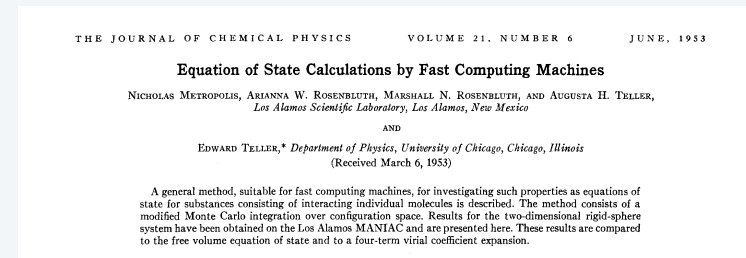 THE JOURNAL OF CHEMICAL PHYSICS VOLUME 21, NUMBER 6 JUNE, 1953
Equation of State Calculations by Fast Computing Machines
NICHOLAS METROPOLIS, ARIANNA W. ROSENBLUTH, MARSHALL N. ROSENBLUTH, AND AUGUSTA H. TELLER,
Los Alamos Scientific Laboratory, Los Alamos, New Mexico
AND
EDWARD TELLER,* Department of Physics, University of Chicago, Chicago, Illinois
(Received March 6, 1953)
A general method, suitable for fast computing machines, for investigating such properties as equations of
state for substances consisting of interacting individual molecules is described. The method consists of a
modified Monte Carlo integration over configuration space. Results for the two-dimensional rigid-sphere
system have been obtained on the Los Alamos MANIAC and are presented here. These results are compared
to the free volume equation of state and to a four-term virial coefficient expansion.